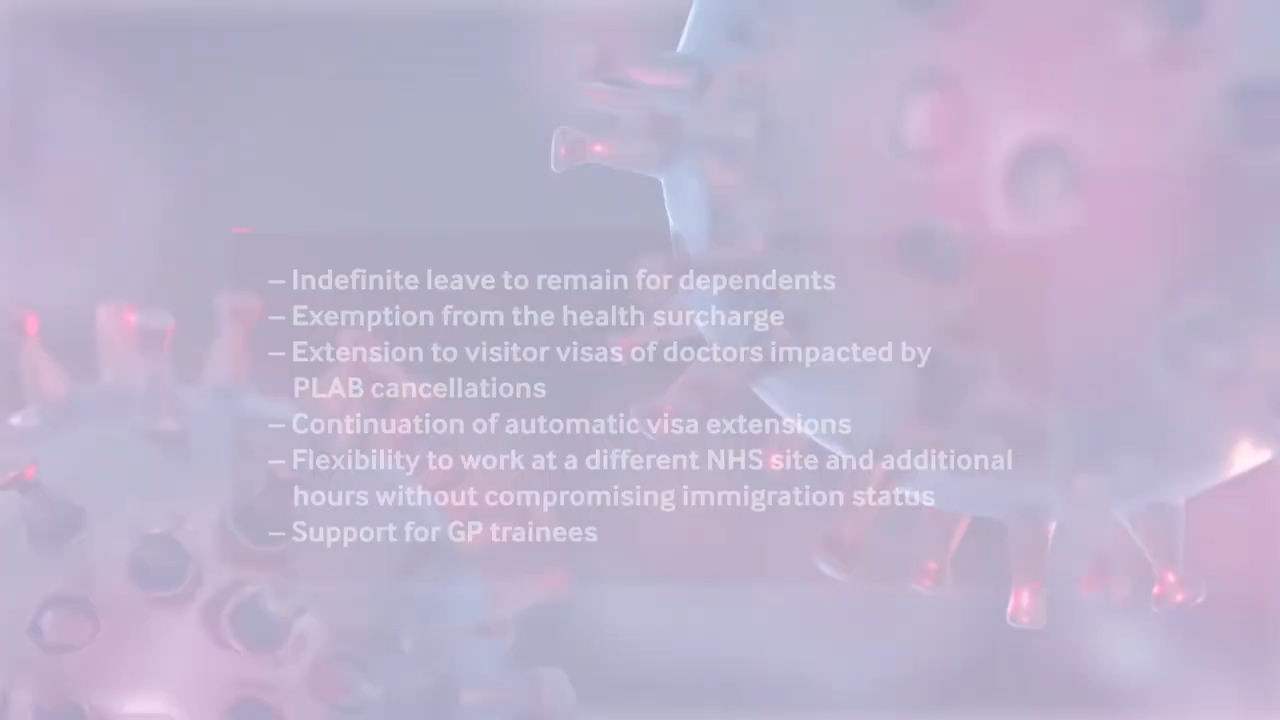 – Indefinite leave to remain for dependents
– Exemption from the health surcharge
– Extension to visitor visas of doctors impacted by
PLAB cancellations
– Continuation of automatic visa extensions
– Flexibility to work at a different NHS site and additional
hours without compromising immigration status
– Support for GP trainees